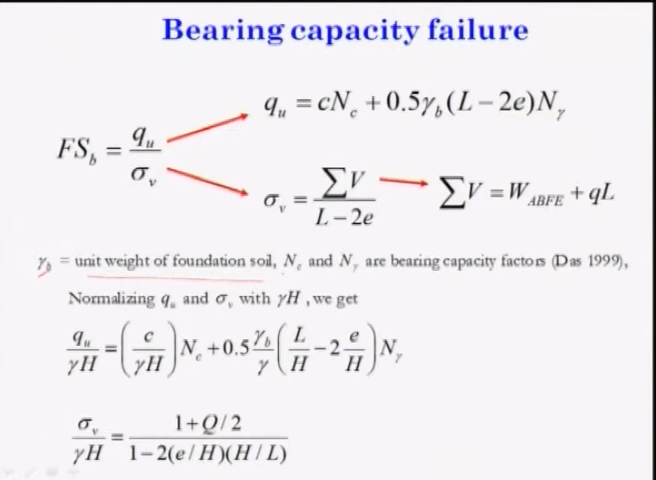 Bearing capacity failure
q_u = cN_c + 0.5γ_b(L − 2e)N_γ
FS_b = q_u / σ_v
σ_v = ∑V / (L − 2e)
∑V = W_ABFE + qL
γ_b = unit weight of foundation soil, N_c and N_γ are bearing capacity factors (Das 1999),
Normalizing q_u and σ_v with γH , we get
q_u / γH = (c / γH) N_c + 0.5 γ_b / γ (L / H − 2 e / H) N_γ
σ_v / γH = (1 + Q / 2) / (1 − 2(e / H)(H / L))